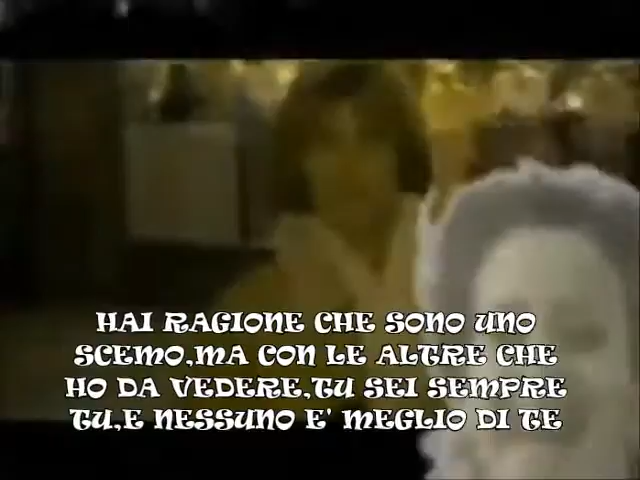 HAI RAGIONE CHE SONO UNO
SCEMO,MA CON LE ALTRE CHE
HO DA VEDERE,TU SEI SEMPRE
TU,E NESSUNO E' MEGLIO DI TE